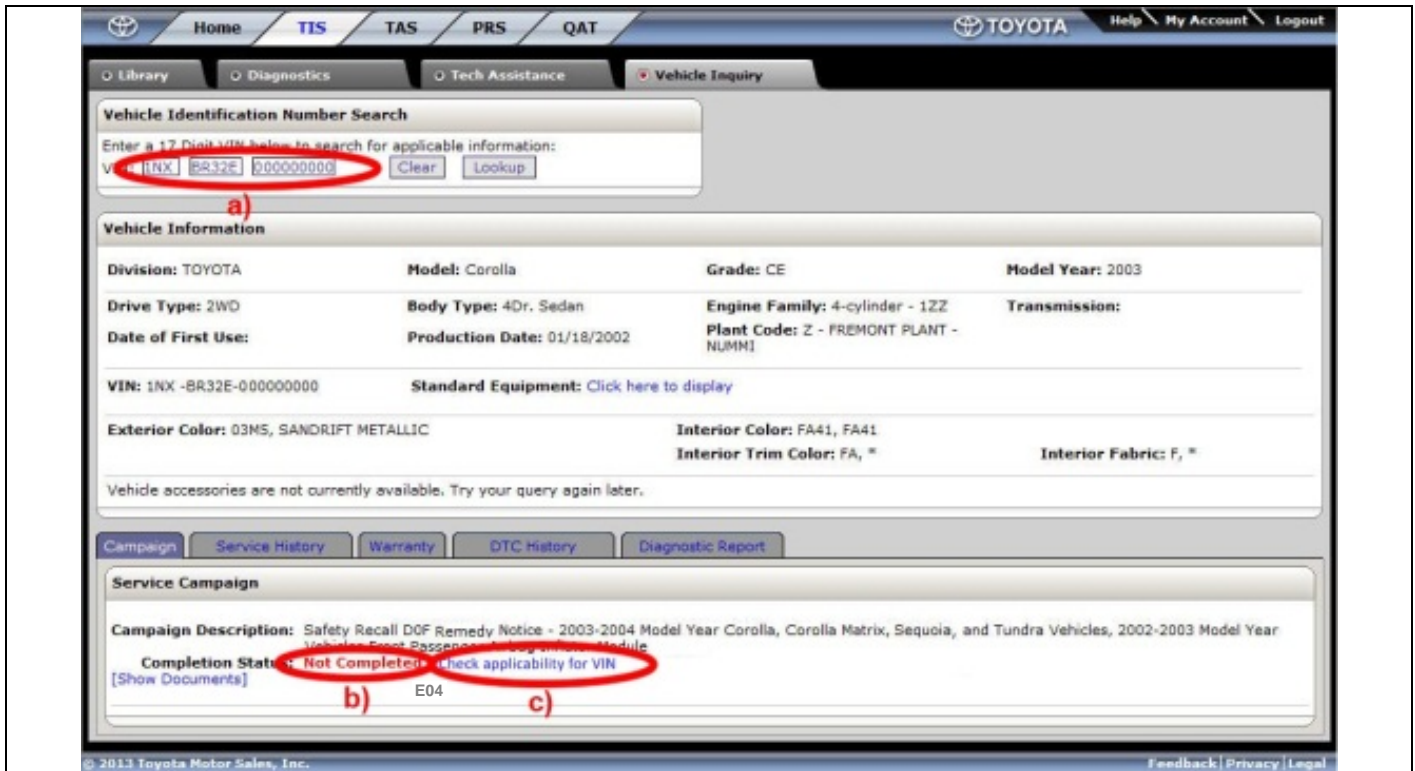 Home TIS TAS PRS QAT TOYOTA Help My Account Logout
Library Diagnostics Tech Assistance Vehicle Inquiry
Vehicle Identification Number Search
Enter a 17 Digit VIN below to search for applicable information:
1NX BR32E 000000000 Clear Lookup
a)
Vehicle Information
Division: TOYOTA Model: Corolla Grade: CE Model Year: 2003
Drive Type: 2WD Body Type: 4Dr. Sedan Engine Family: 4-cylinder - 1ZZ Transmission:
Date of First Use: Production Date: 01/18/2002 Plant Code: Z - FREMONT PLANT -
NUMMI
VIN: 1NX -BR32E-000000000 Standard Equipment: Click here to display
Exterior Color: 03M5, SANDRIFT METALLIC Interior Color: FA41, FA41
Interior Trim Color: FA, * Interior Fabric: F, *
Vehicle accessories are not currently available. Try your query again later.
Campaign Service History Warranty DTC History Diagnostic Report
Service Campaign
Campaign Description: Safety Recall D0F Remedy Notice - 2003-2004 Model Year Corolla, Corolla Matrix, Sequoia, and Tundra Vehicles, 2002-2003 Model Year
Vehicles Front Passenger Module
Completion Status: Not Completed Check applicability for VIN
[Show Documents] E04
b) c)
© 2013 Toyota Motor Sales, Inc. Feedback | Privacy | Legal